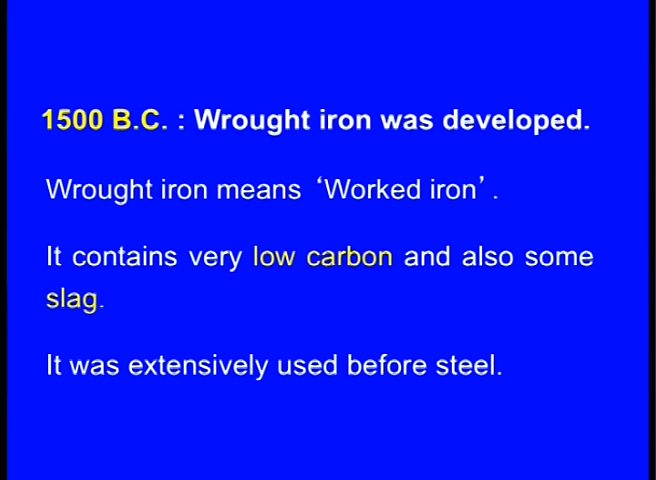 1500 B.C. : Wrought iron was developed.
Wrought iron means ‘Worked iron’.
It contains very low carbon and also some
slag.
It was extensively used before steel.